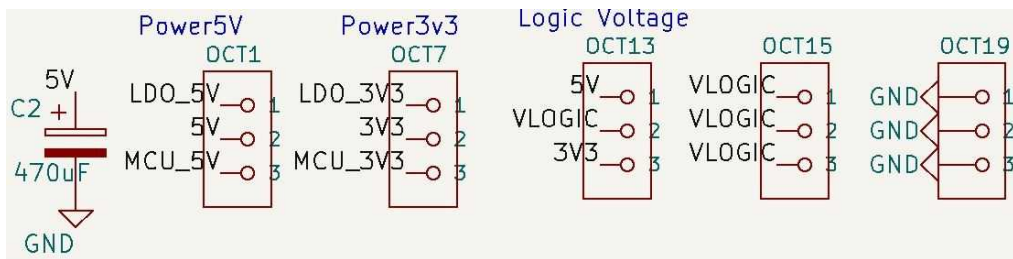 Power5V
OCT1
LDO_5V 1
5V 2
MCU_5V 3
Power3v3
OCT7
LDO_3V3 1
3V3 2
MCU_3V3 3
Logic Voltage
OCT13
5V 1
VLOGIC 2
3V3 3
OCT15
VLOGIC 1
VLOGIC 2
VLOGIC 3
OCT19
GND 1
GND 2
GND 3
5V
C2 +
470uF
GND